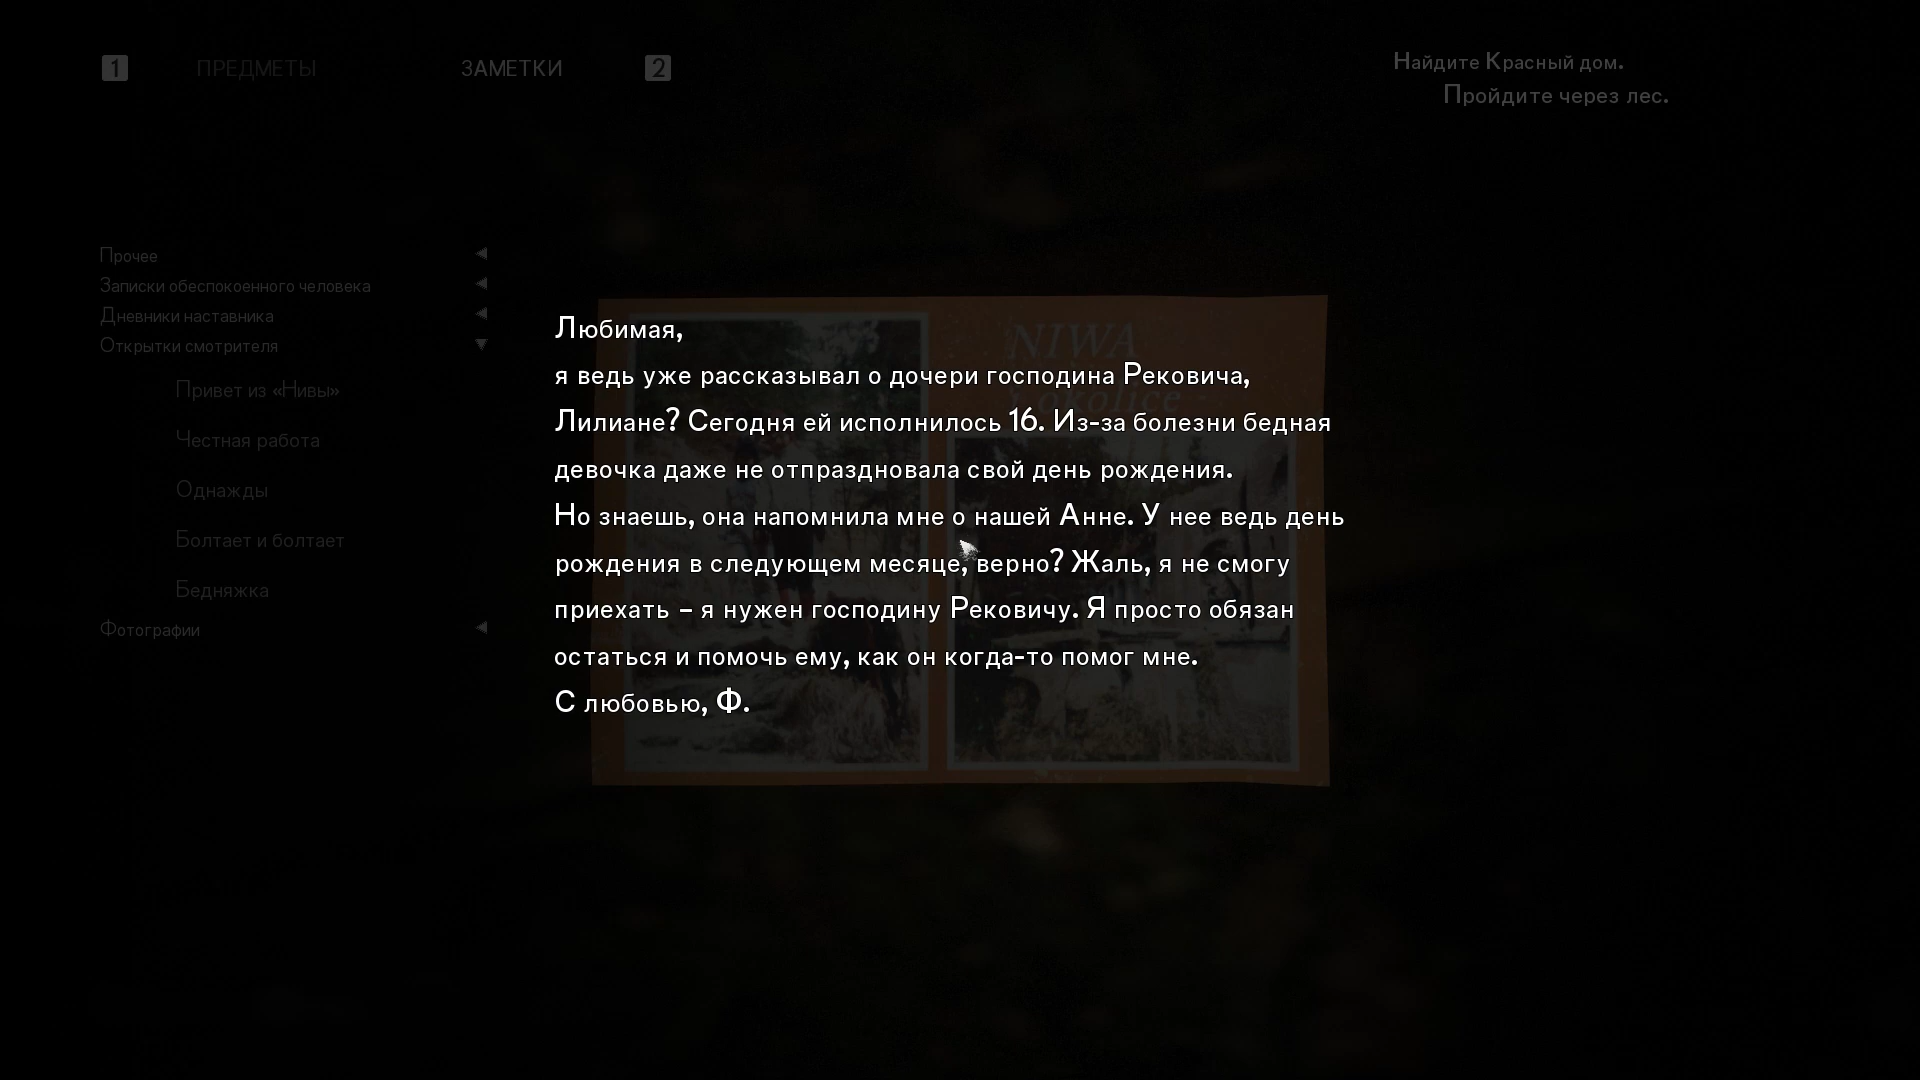 1 ПРЕДМЕТЫ ЗАМЕТКИ 2
Найдите Красный дом.
Пройдите через лес.
Прочее
Записки обеспокоенного человека
Дневники наставника
Открытки смотрителя
Привет из «Нивы»
Честная работа
Однажды
Болтает и болтает
Бедняжка
Фотографии
NIWA
i okolice
Любимая,
я ведь уже рассказывал о дочери господина Рековича,
Лилиане? Сегодня ей исполнилось 16. Из-за болезни бедная
девочка даже не отпраздновала свой день рождения.
Но знаешь, она напомнила мне о нашей Анне. У нее ведь день
рождения в следующем месяце, верно? Жаль, я не смогу
приехать – я нужен господину Рековичу. Я просто обязан
остаться и помочь ему, как он когда-то помог мне.
С любовью, Ф.